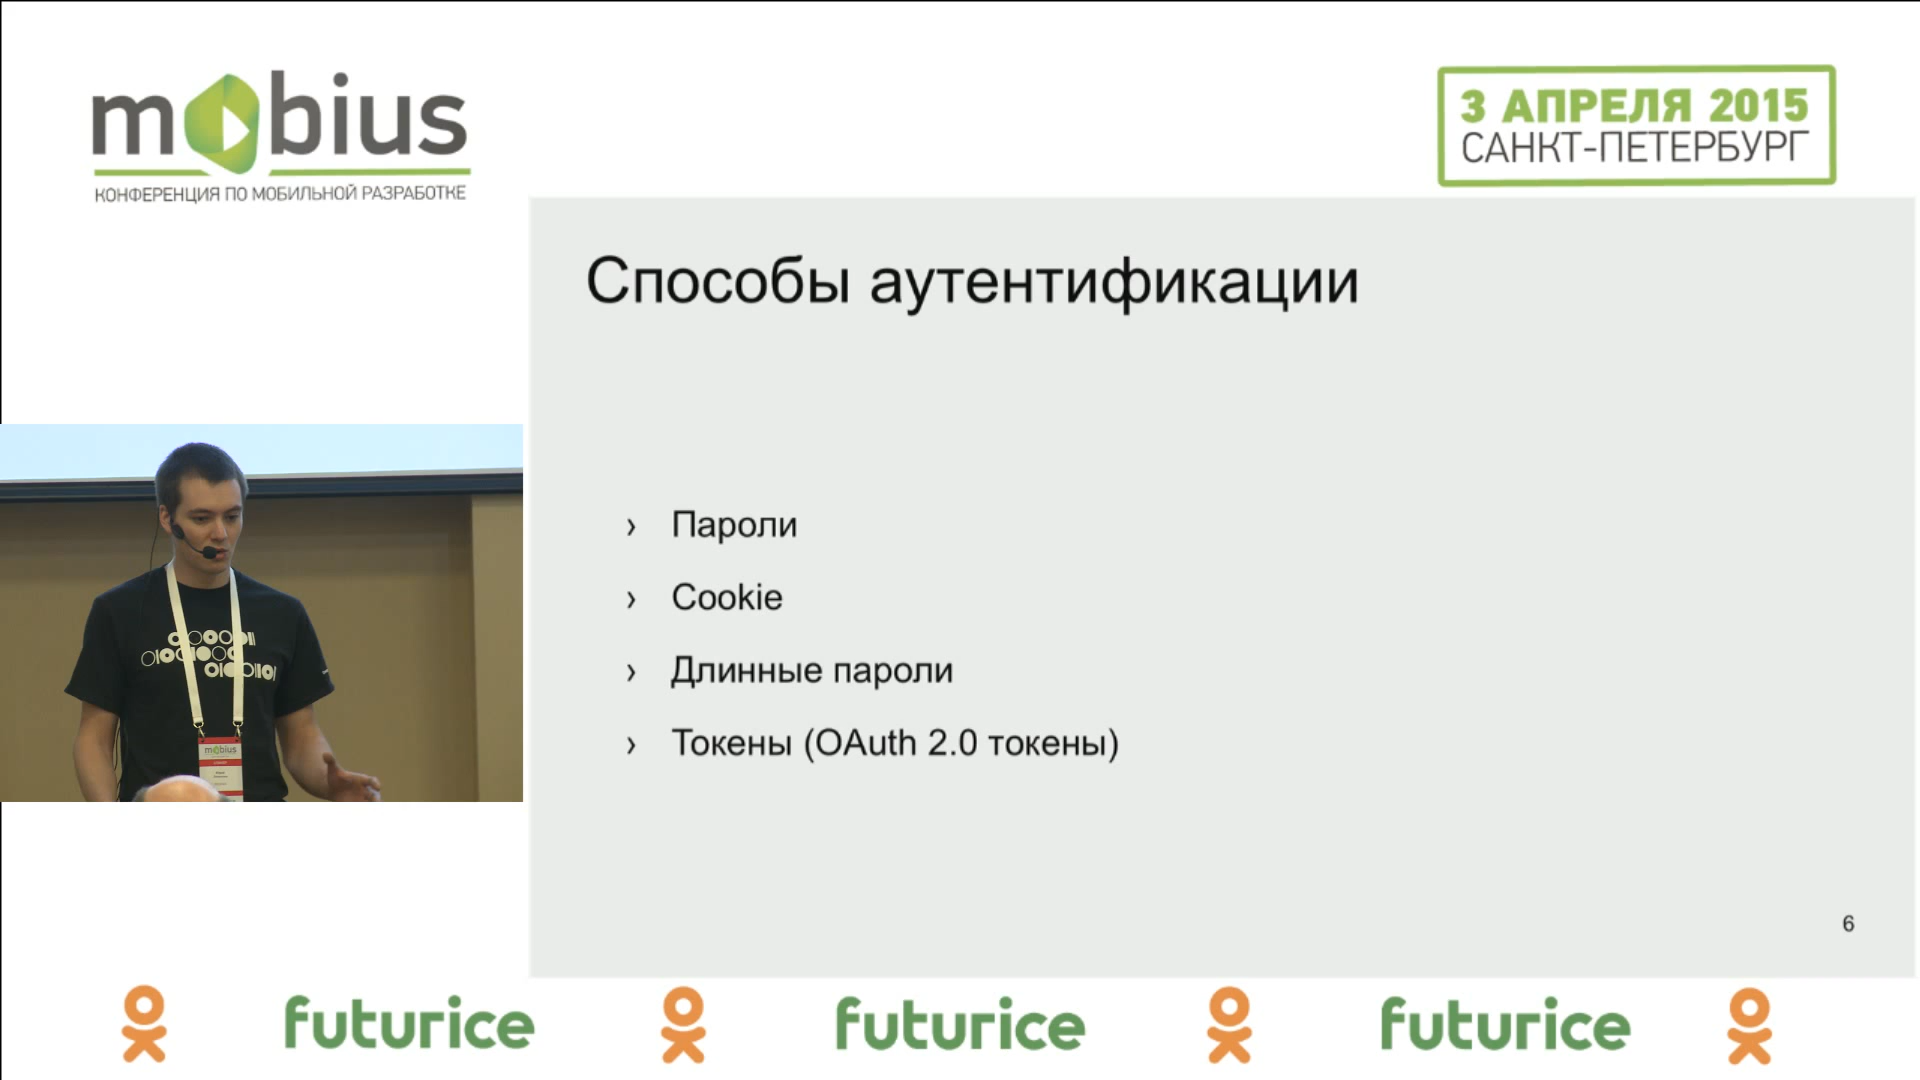 mobius
КОНФЕРЕНЦИЯ ПО МОБИЛЬНОЙ РАЗРАБОТКЕ
3 АПРЕЛЯ 2015
САНКТ-ПЕТЕРБУРГ
Способы аутентификации
› Пароли
› Cookie
› Длинные пароли
› Токены (OAuth 2.0 токены)
6
mobius
futurice futurice futurice